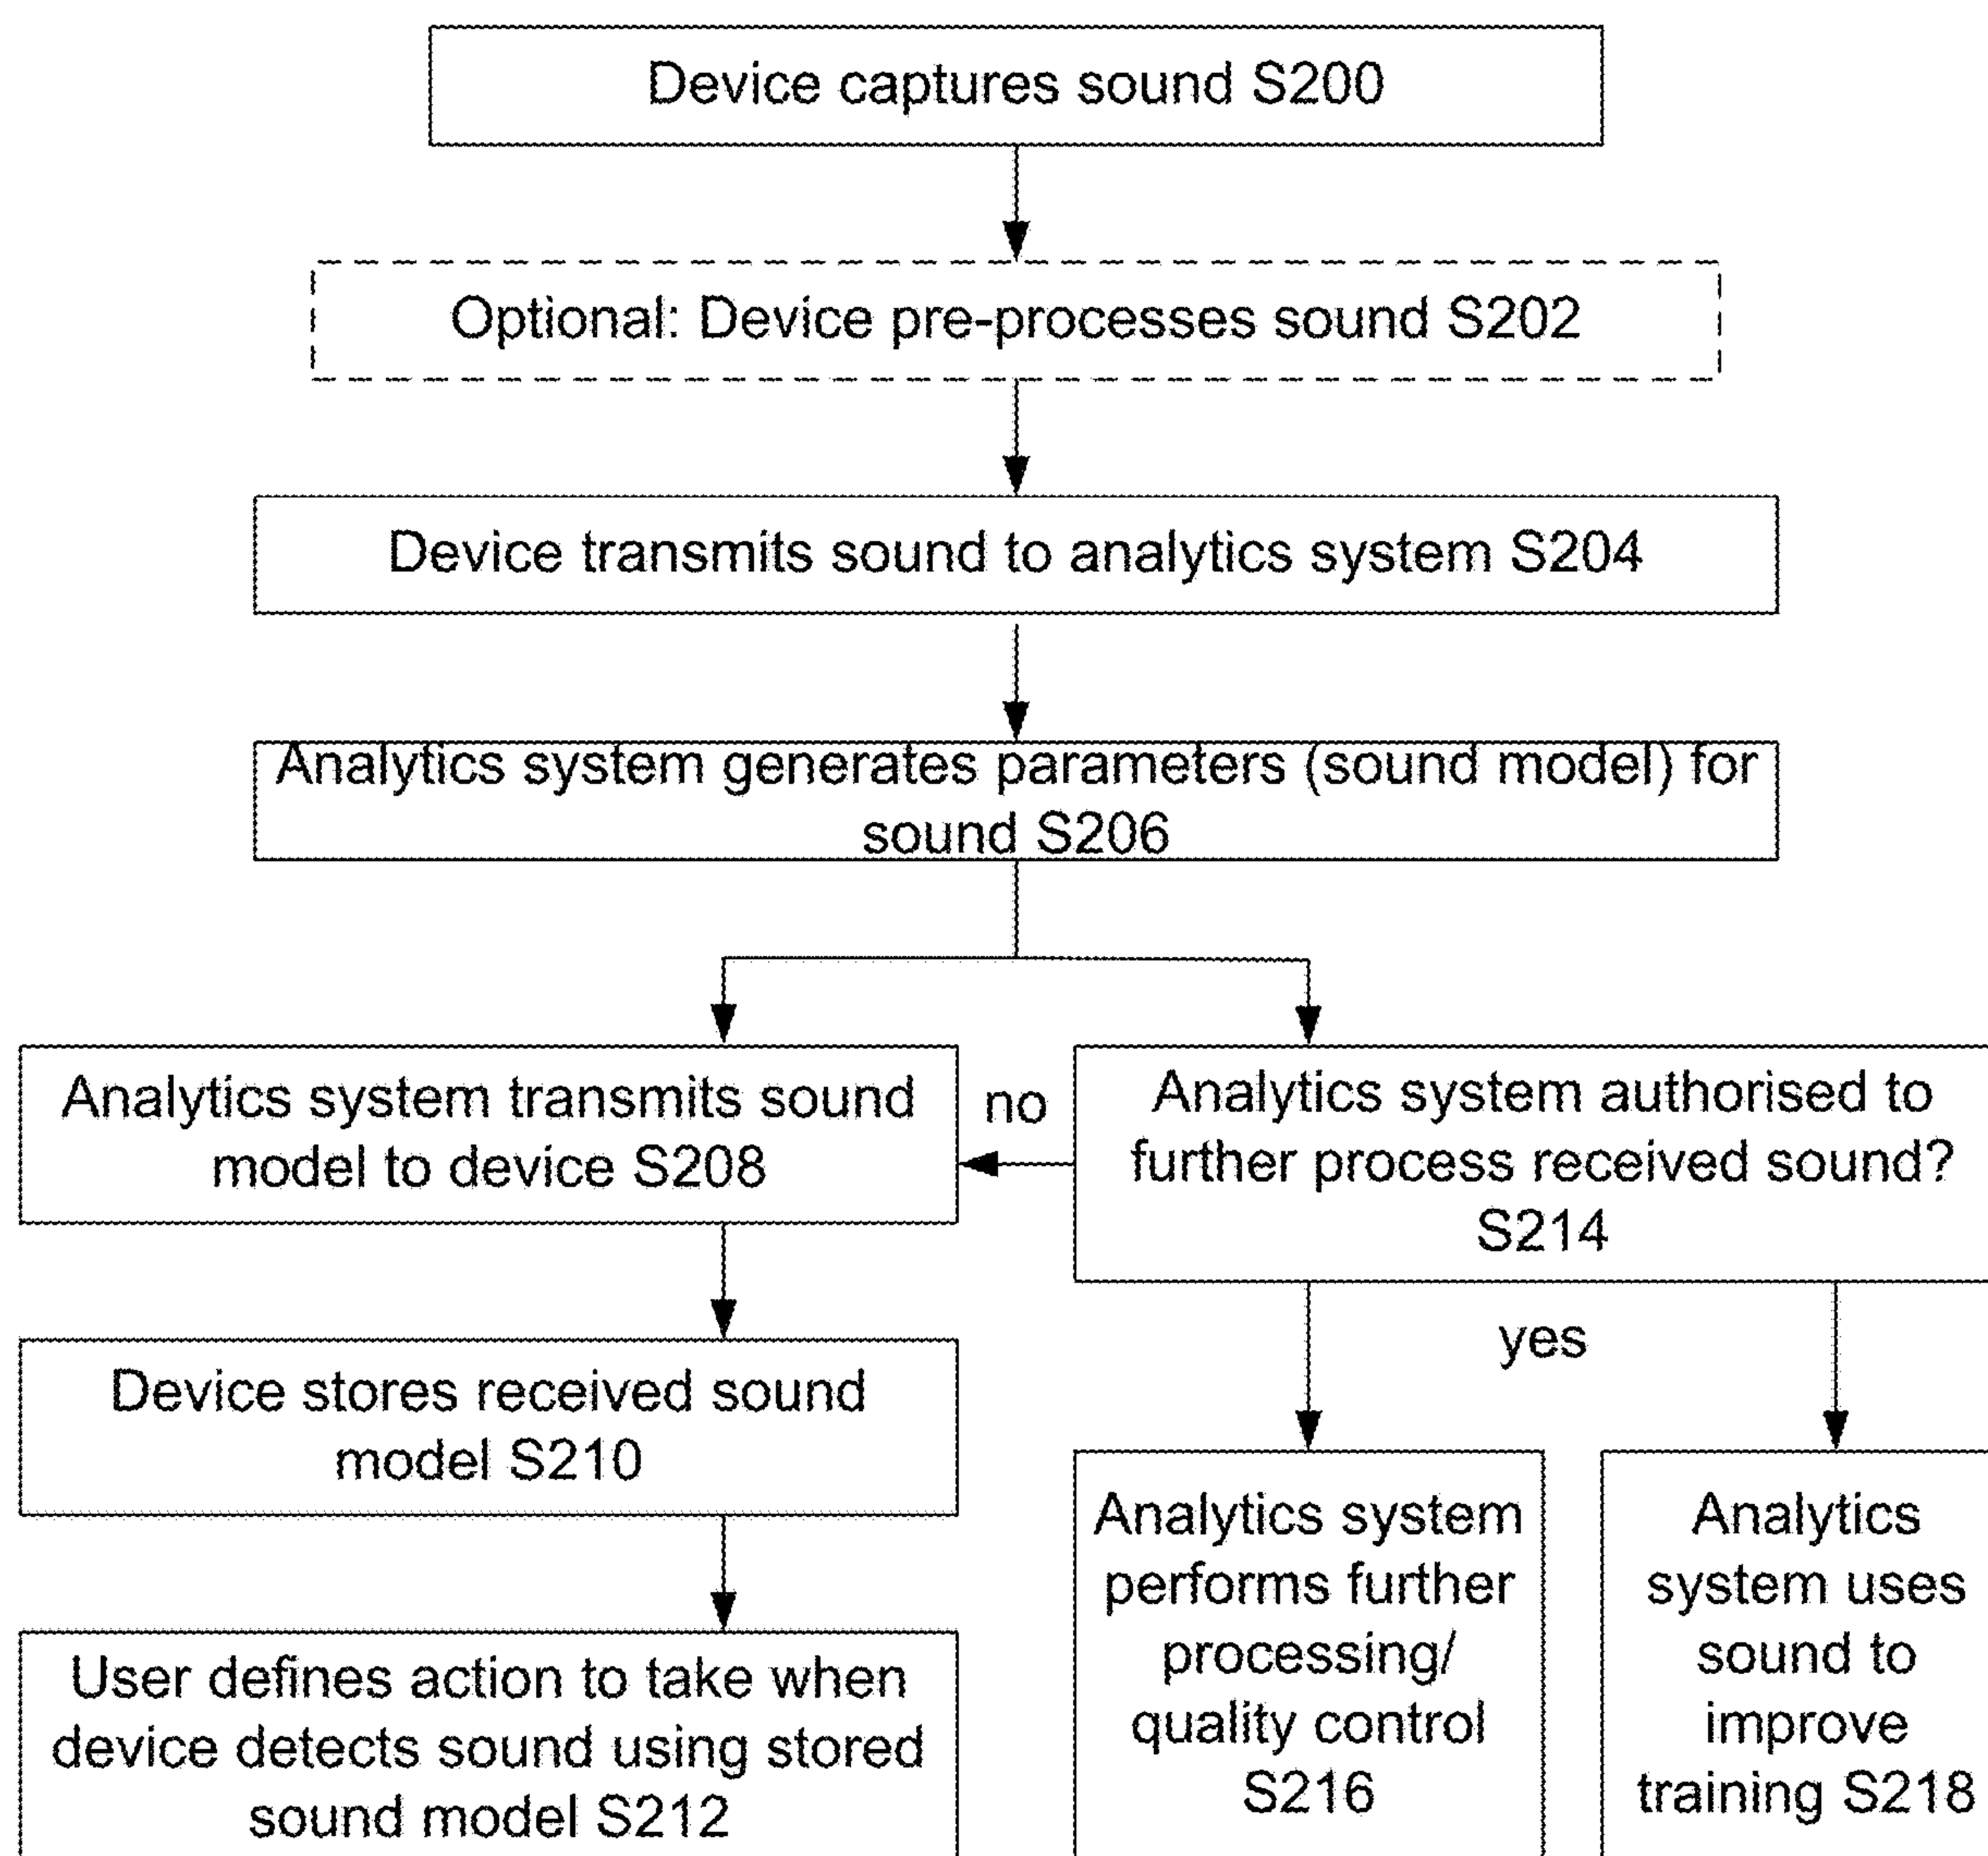 Device captures sound S200
Optional: Device pre-processes sound S202
Device transmits sound to analytics system S204
Analytics system generates parameters (sound model) for
sound S206
Analytics system transmits sound
model to device S208
no
Analytics system authorised to
further process received sound?
S214
Device stores received sound
model S210
yes
User defines action to take when
device detects sound using stored
sound model S212
Analytics system
performs further
processing/
quality control
S216
Analytics
system uses
sound to
improve
training S218